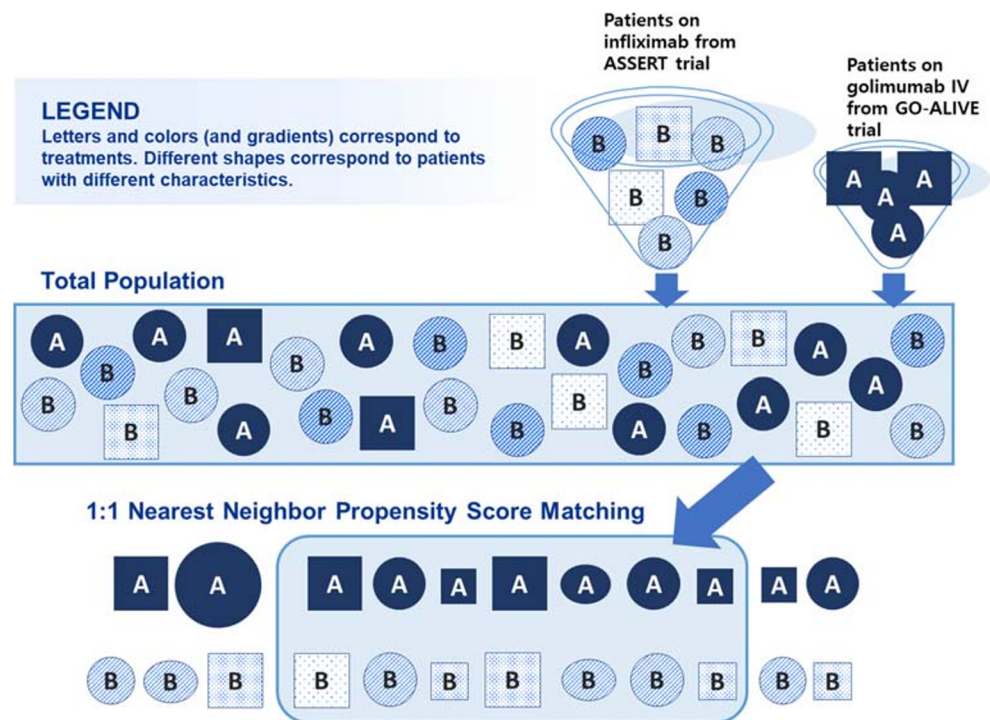 Patients on
infliximab from
ASSERT trial
Patients on
golimumab IV
from GO-ALIVE
trial
LEGEND
Letters and colors (and gradients) correspond to
treatments. Different shapes correspond to patients
with different characteristics.
B B B
B B
B
A A
A
A
Total Population
A A A A B B A B B A B
B B B A
B B B B A
B A B A B A B B B
1:1 Nearest Neighbor Propensity Score Matching
A A A A A A A A A A A
B B B B B B B B B B B B